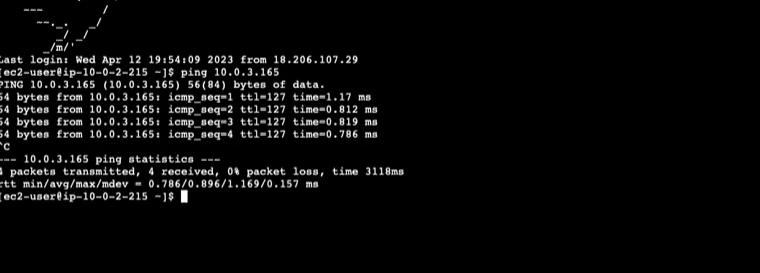 ~~~ /
~~._. _/
_/ _/
_/m/'
Last login: Wed Apr 12 19:54:09 2023 from 18.206.107.29
[ec2-user@ip-10-0-2-215 ~]$ ping 10.0.3.165
PING 10.0.3.165 (10.0.3.165) 56(84) bytes of data.
64 bytes from 10.0.3.165: icmp_seq=1 ttl=127 time=1.17 ms
64 bytes from 10.0.3.165: icmp_seq=2 ttl=127 time=0.812 ms
64 bytes from 10.0.3.165: icmp_seq=3 ttl=127 time=0.819 ms
64 bytes from 10.0.3.165: icmp_seq=4 ttl=127 time=0.786 ms
^C
--- 10.0.3.165 ping statistics ---
4 packets transmitted, 4 received, 0% packet loss, time 3118ms
rtt min/avg/max/mdev = 0.786/0.896/1.169/0.157 ms
[ec2-user@ip-10-0-2-215 ~]$